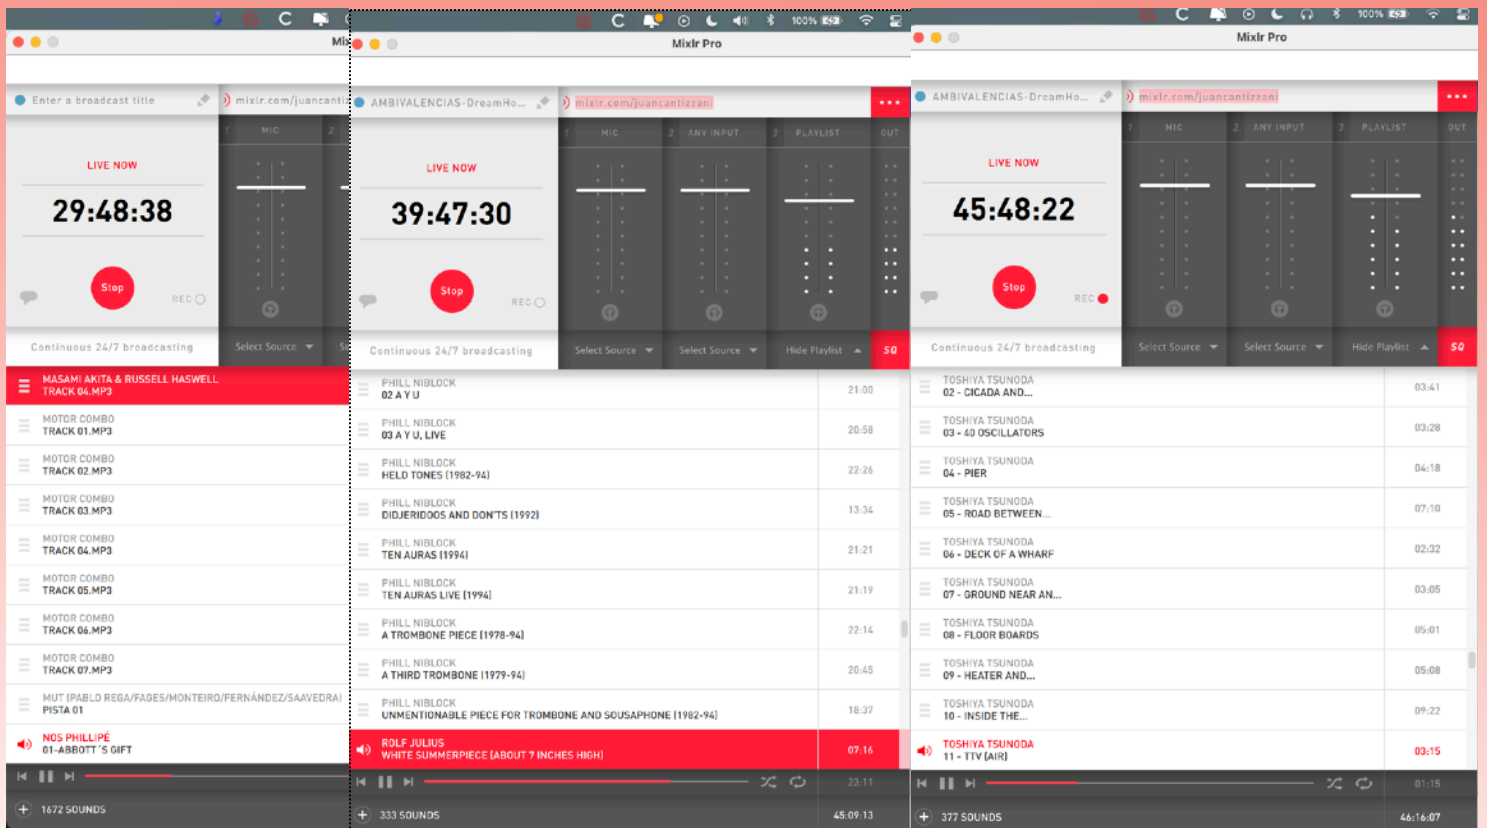 C
Mix
Enter a broadcast title
mixlr.com/juancantiz
1 MIC 2
LIVE NOW
29:48:38
Stop
REC
Continuous 24/7 broadcasting
Select Source
MASAMI AKITA & RUSSELL HASWELL
TRACK 04.MP3
MOTOR COMBO
TRACK 01.MP3
MOTOR COMBO
TRACK 02.MP3
MOTOR COMBO
TRACK 03.MP3
MOTOR COMBO
TRACK 04.MP3
MOTOR COMBO
TRACK 05.MP3
MOTOR COMBO
TRACK 06.MP3
MOTOR COMBO
TRACK 07.MP3
MUT (PABLO REGA/FAGES/MONTEIRO/FERNÁNDEZ/SAAVEDRA)
PISTA 01
NOS PHILLIPÉ
01-ABBOTT´S GIFT
1672 SOUNDS
C 100%
Mixlr Pro
AMBIVALENCIAS-DreamHo...
mixlr.com/juancantizzani
1 MIC 2 ANY INPUT 3 PLAYLIST OUT
LIVE NOW
39:47:30
Stop
REC
Continuous 24/7 broadcasting
Select Source Select Source Hide Playlist SQ
PHILL NIBLOCK
02 A Y U 21:00
PHILL NIBLOCK
03 A Y U, LIVE 20:58
PHILL NIBLOCK
HELD TONES (1982-94) 22:26
PHILL NIBLOCK
DIDJERIDOOS AND DON'TS (1992) 13:34
PHILL NIBLOCK
TEN AURAS (1994) 21:21
PHILL NIBLOCK
TEN AURAS LIVE (1994) 21:19
PHILL NIBLOCK
A TROMBONE PIECE (1978-94) 22:14
PHILL NIBLOCK
A THIRD TROMBONE (1979-94) 20:45
PHILL NIBLOCK
UNMENTIONABLE PIECE FOR TROMBONE AND SOUSAPHONE (1982-94) 18:37
ROLF JULIUS
WHITE SUMMERPIECE (ABOUT 7 INCHES HIGH) 07:16
23:11
333 SOUNDS 45:09:13
C 100%
Mixlr Pro
AMBIVALENCIAS-DreamHo...
mixlr.com/juancantizzani
1 MIC 2 ANY INPUT 3 PLAYLIST OUT
LIVE NOW
45:48:22
Stop
REC
Continuous 24/7 broadcasting
Select Source Select Source Hide Playlist SQ
TOSHIYA TSUNODA
02 - CICADA AND... 03:41
TOSHIYA TSUNODA
03 - 40 OSCILLATORS 03:28
TOSHIYA TSUNODA
04 - PIER 04:18
TOSHIYA TSUNODA
05 - ROAD BETWEEN... 07:10
TOSHIYA TSUNODA
06 - DECK OF A WHARF 02:32
TOSHIYA TSUNODA
07 - GROUND NEAR AN... 03:05
TOSHIYA TSUNODA
08 - FLOOR BOARDS 05:01
TOSHIYA TSUNODA
09 - HEATER AND... 05:08
TOSHIYA TSUNODA
10 - INSIDE THE... 09:22
TOSHIYA TSUNODA
11 - TTV (AIR) 03:15
01:15
377 SOUNDS 46:16:07